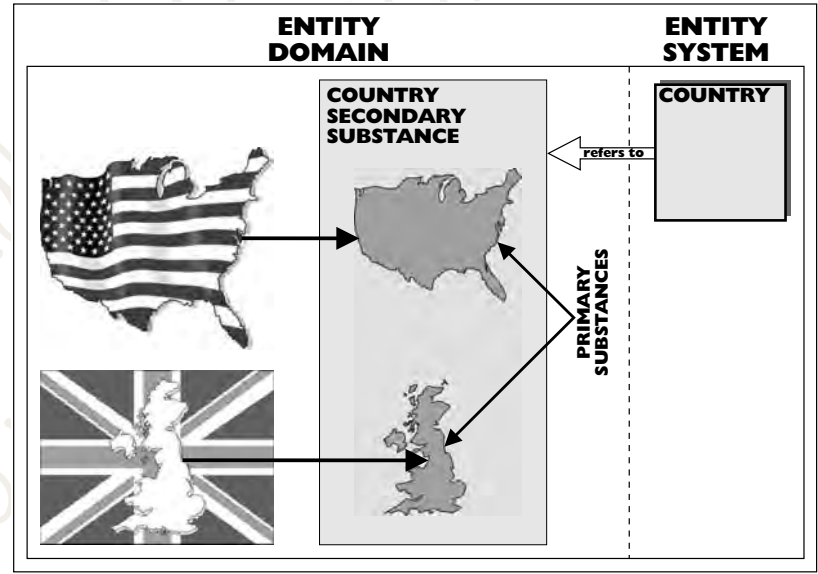 ENTITY
DOMAIN
ENTITY
SYSTEM
COUNTRY
SECONDARY
SUBSTANCE
COUNTRY
refers to
PRIMARY
SUBSTANCES